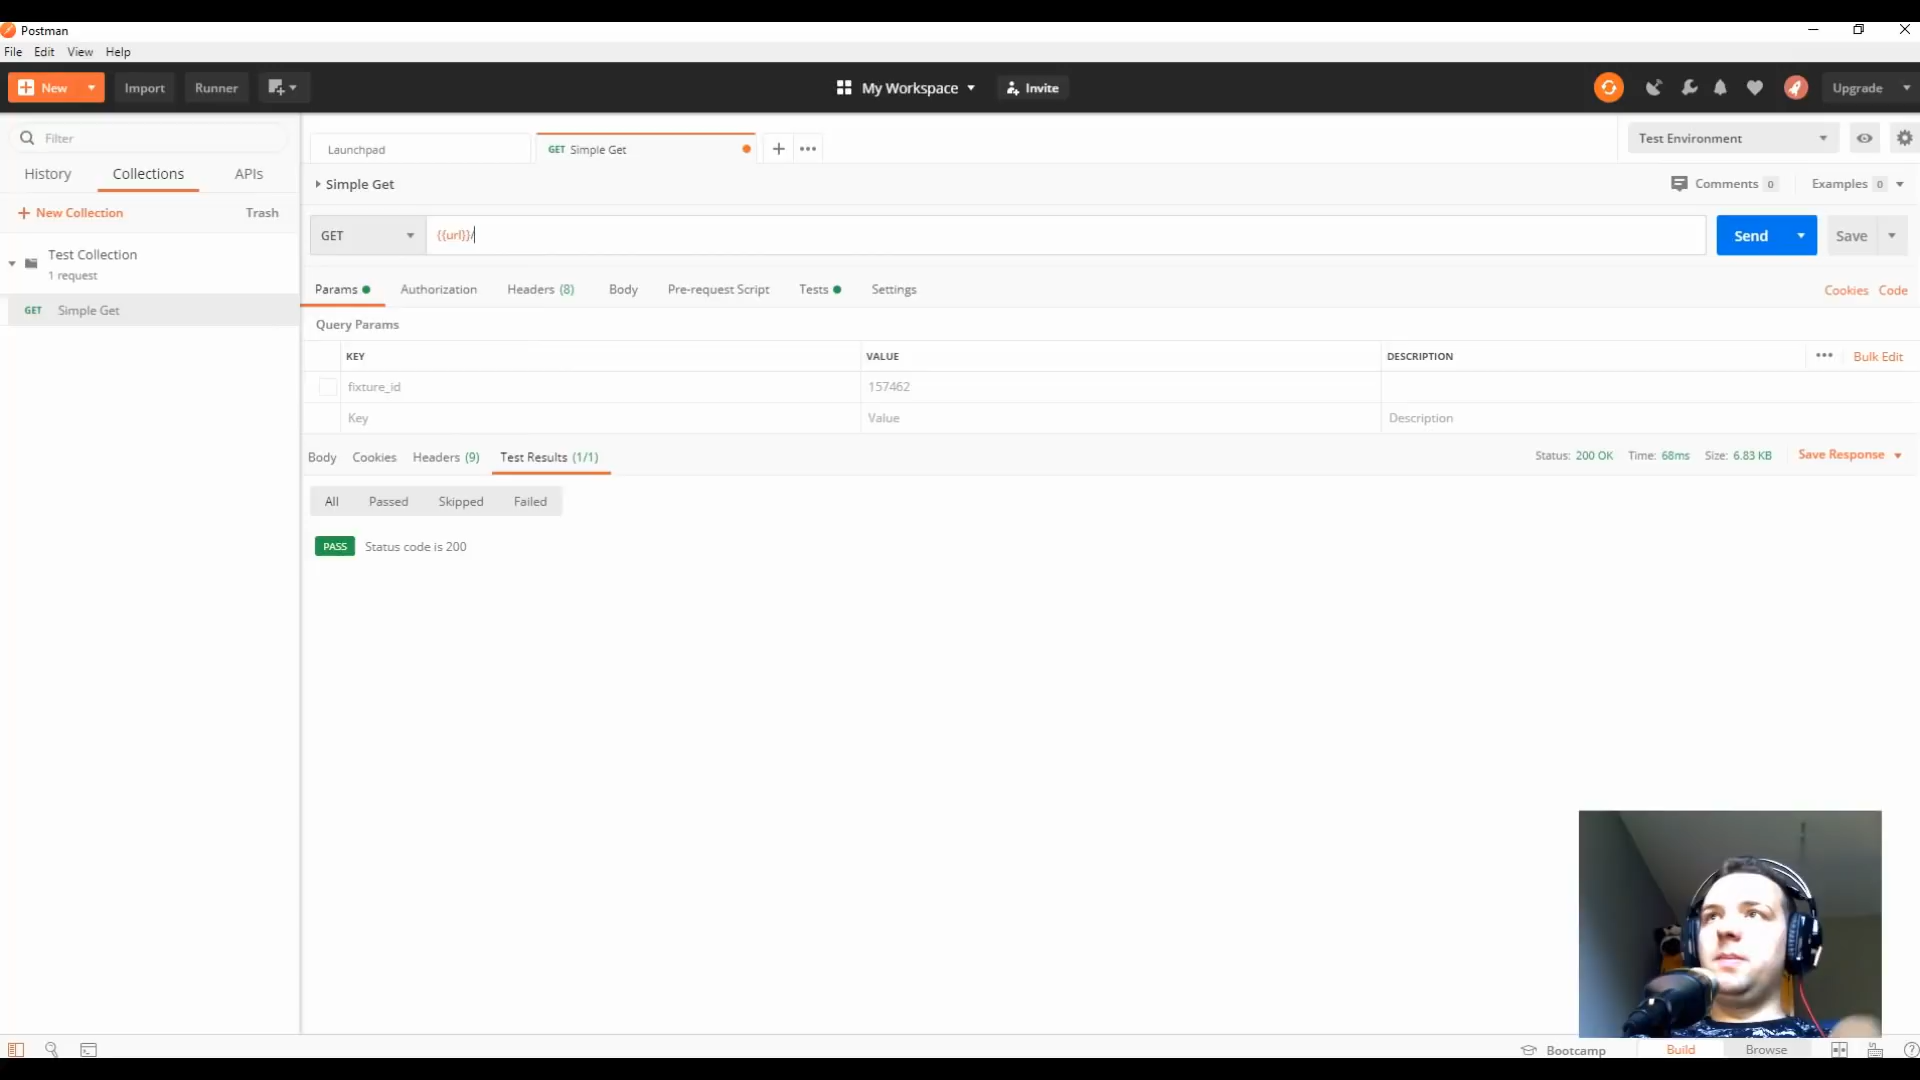 Postman
File Edit View Help
New Import Runner My Workspace Invite Upgrade
Filter
Launchpad GET Simple Get Test Environment
History Collections APIs
Simple Get Comments 0 Examples 0
New Collection Trash
GET {{url}}/ Send Save
Test Collection
1 request
Params Authorization Headers (8) Body Pre-request Script Tests Settings Cookies Code
GET Simple Get
Query Params
KEY VALUE DESCRIPTION Bulk Edit
fixture_id 157462
Key Value Description
Body Cookies Headers (9) Test Results (1/1) Status: 200 OK Time: 68ms Size: 6.83 KB Save Response
All Passed Skipped Failed
PASS Status code is 200
Bootcamp Build Browse